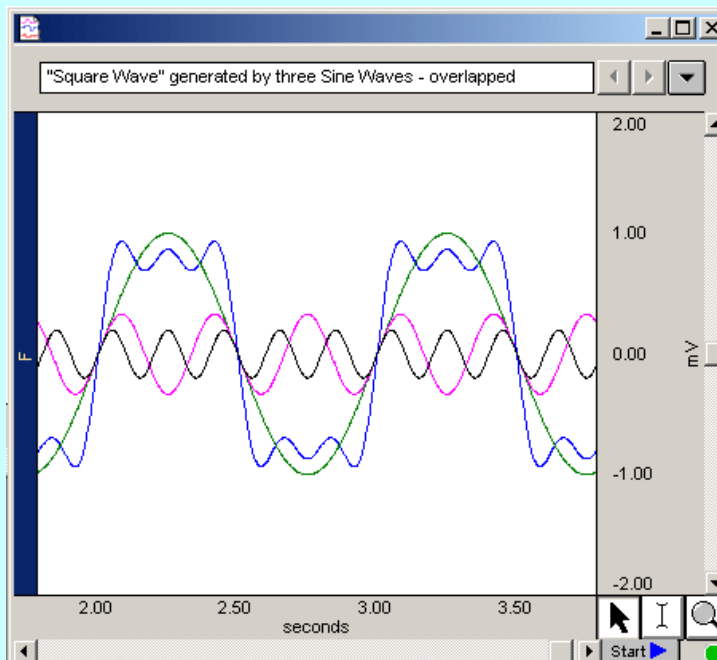 "Square Wave" generated by three Sine Waves - overlapped
2.00
1.00
0.00
-1.00
-2.00
F
mV
2.00 2.50 3.00 3.50
seconds
Start